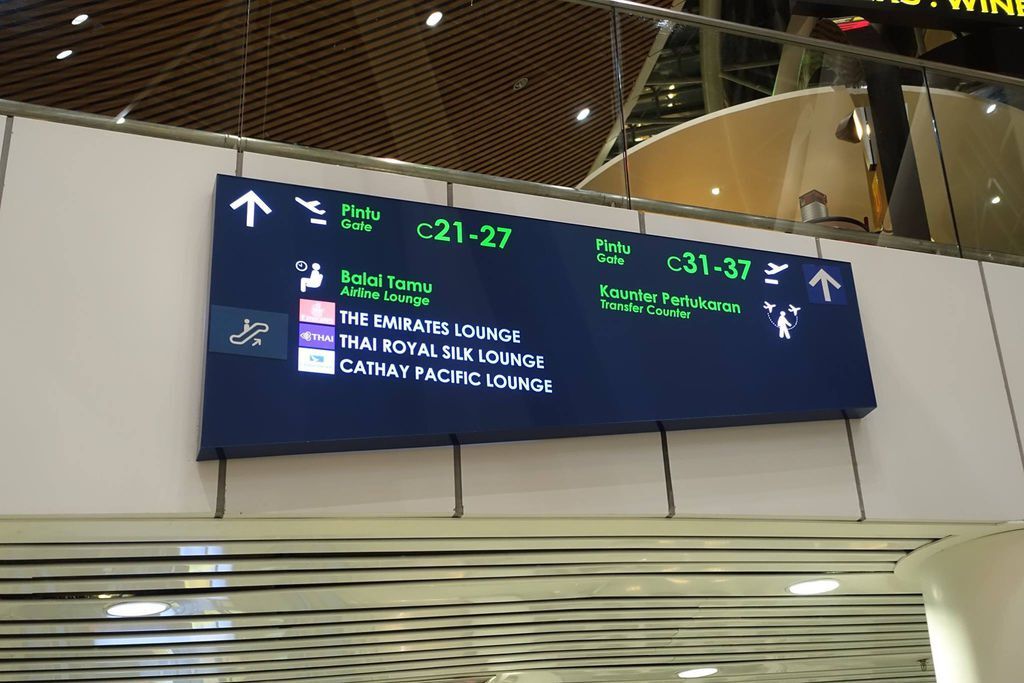 WINE
Pintu
Gate
C21-27
Balai Tamu
Airline Lounge
THE EMIRATES LOUNGE
THAI
THAI ROYAL SILK LOUNGE
CATHAY PACIFIC LOUNGE
Pintu
Gate
C31-37
Kaunter Pertukaran
Transfer Counter